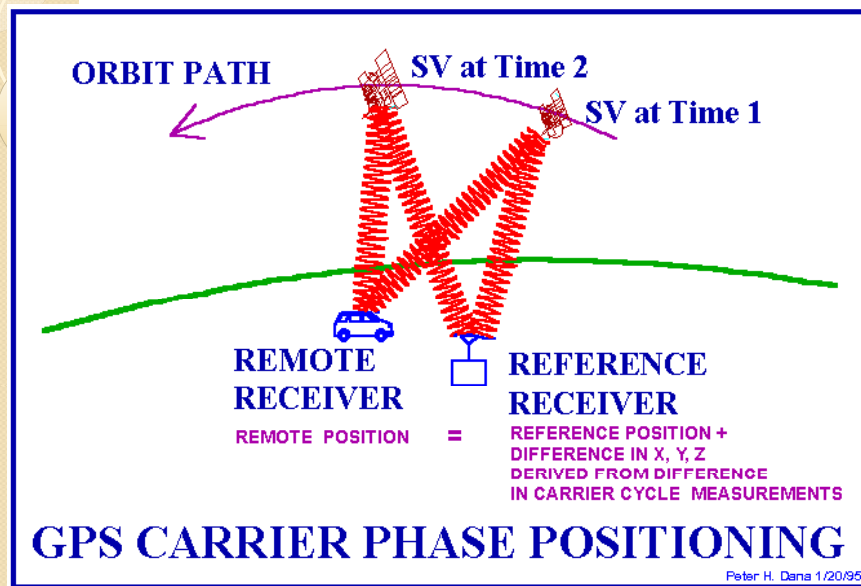 ORBIT PATH
SV at Time 2
SV at Time 1
REMOTE
RECEIVER
REFERENCE
RECEIVER
REMOTE POSITION = REFERENCE POSITION +
DIFFERENCE IN X, Y, Z
DERIVED FROM DIFFERENCE
IN CARRIER CYCLE MEASUREMENTS
GPS CARRIER PHASE POSITIONING
Peter H. Dana 1/20/95